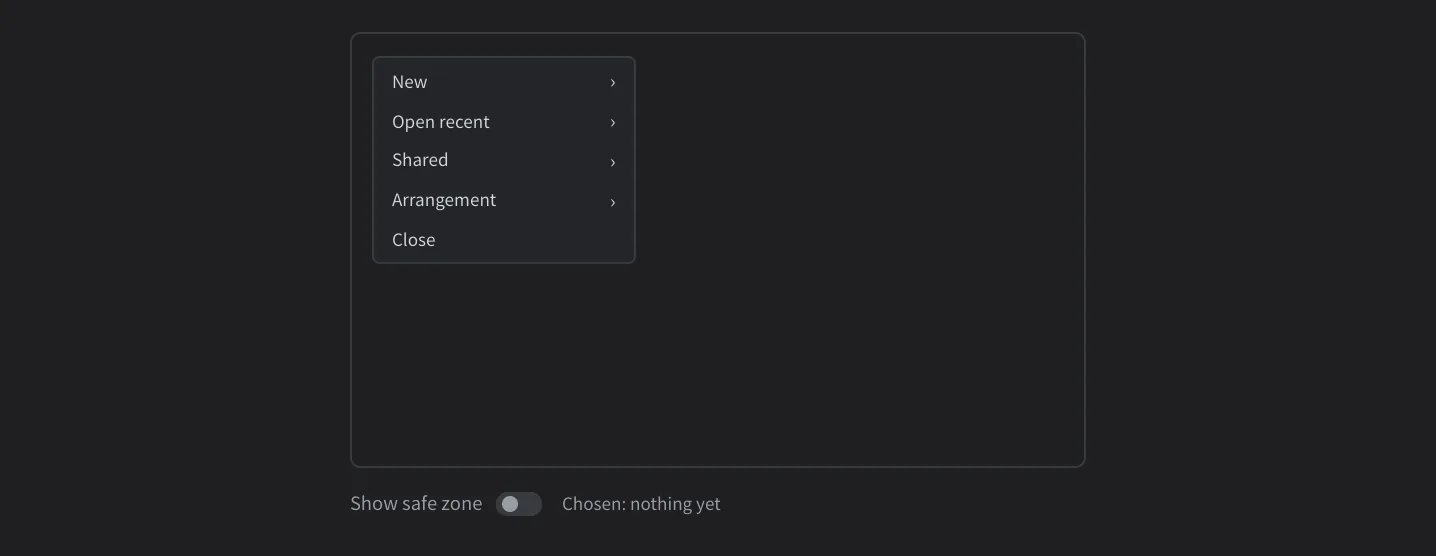 New ›
Open recent ›
Shared ›
Arrangement ›
Close
Show safe zone
Chosen: nothing yet